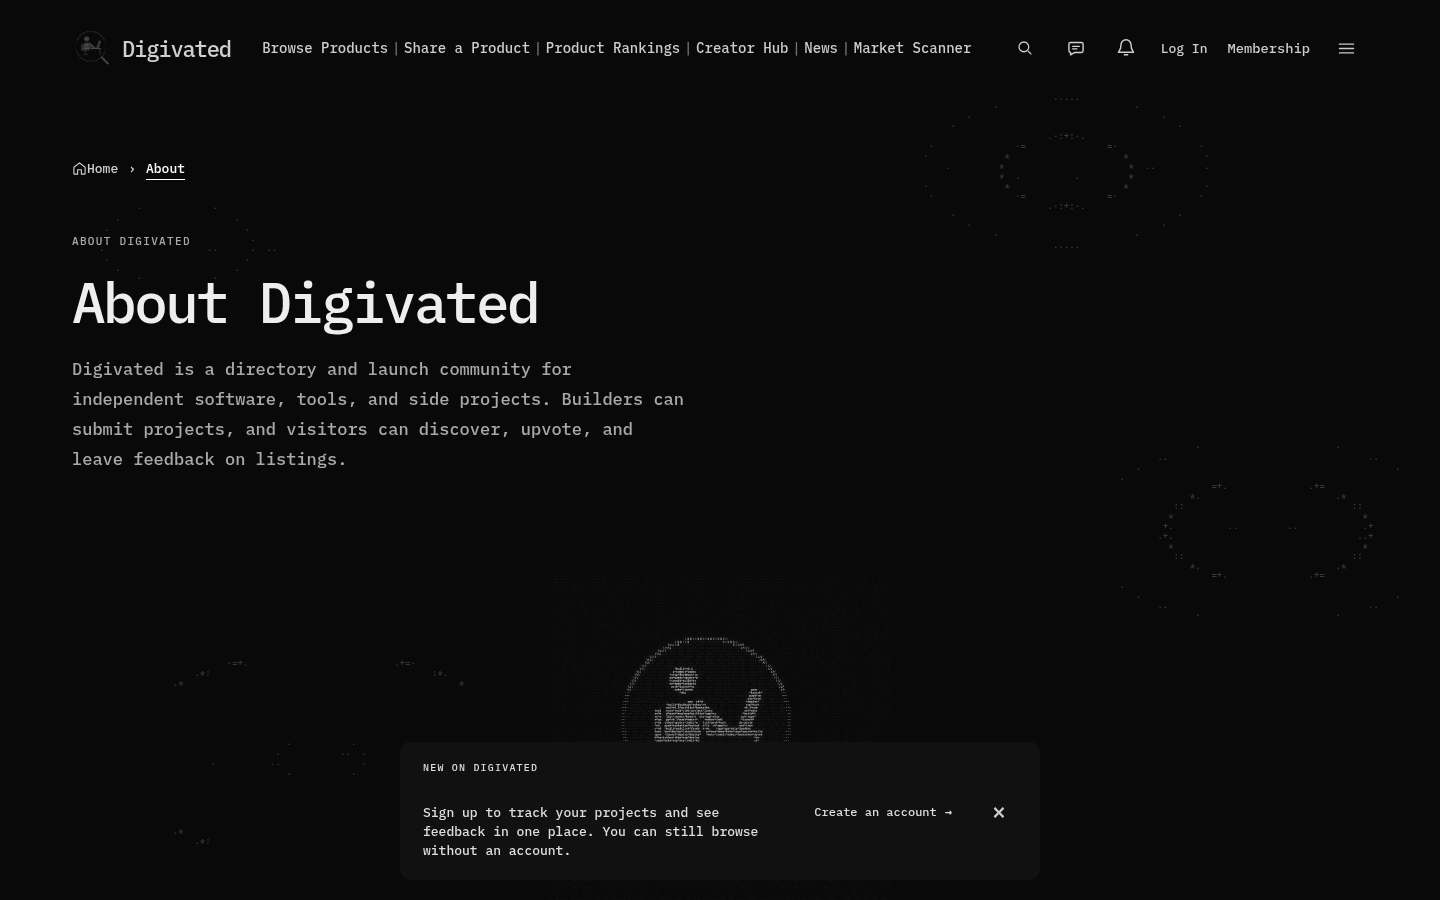 Digivated
Browse Products | Share a Product | Product Rankings | Creator Hub | News | Market Scanner
Log In
Membership
Home › About
ABOUT DIGIVATED
About Digivated
Digivated is a directory and launch community for
independent software, tools, and side projects. Builders can
submit projects, and visitors can discover, upvote, and
leave feedback on listings.
NEW ON DIGIVATED
Sign up to track your projects and see
feedback in one place. You can still browse
without an account.
Create an account →